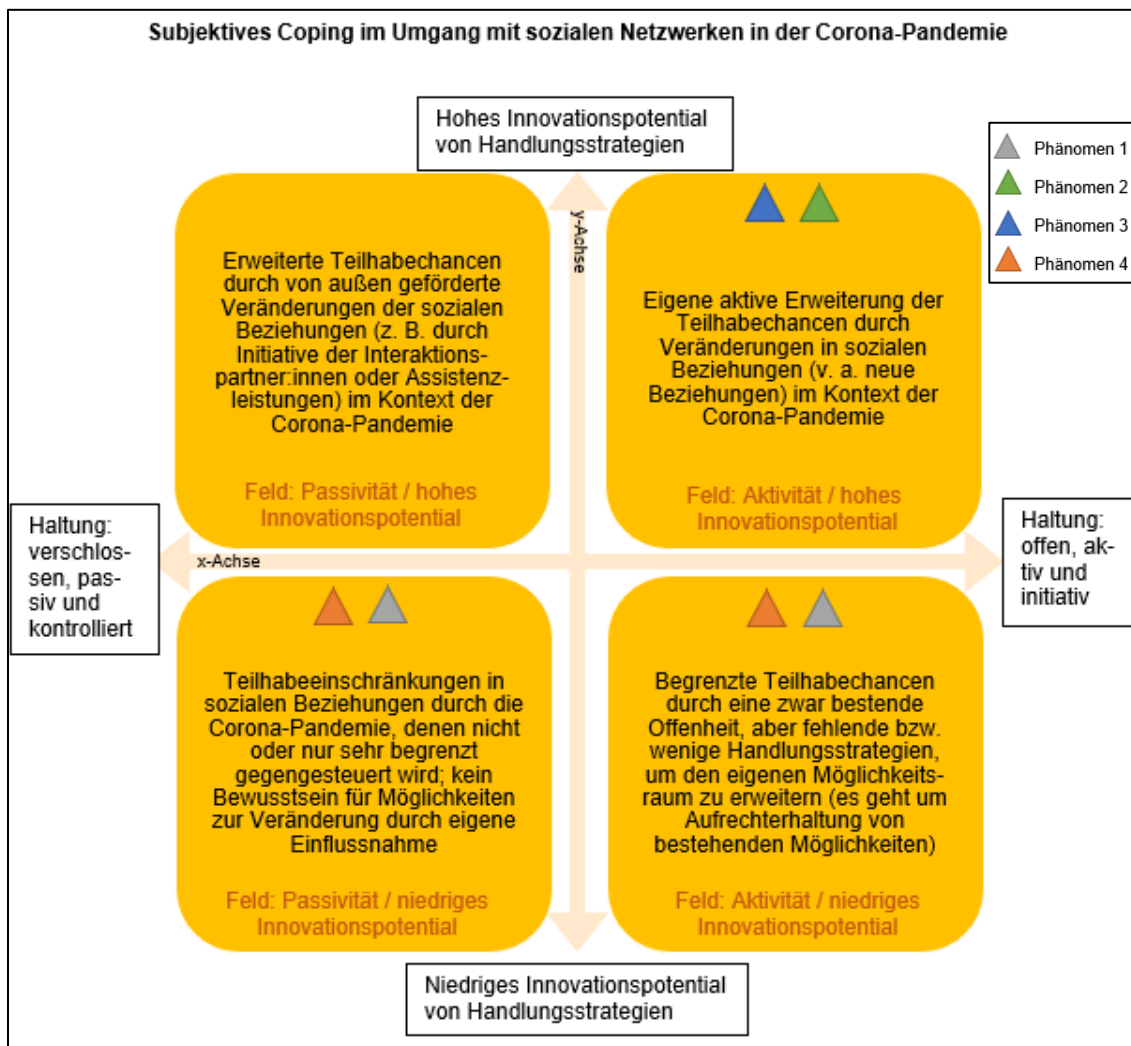 Subjektives Coping im Umgang mit sozialen Netzwerken in der Corona-Pandemie
Hohes Innovationspotential
von Handlungsstrategien
Phänomen 1
Phänomen 2
Phänomen 3
Phänomen 4
y-Achse
Erweiterte Teilhabechancen
durch von außen geförderte
Veränderungen der sozialen
Beziehungen (z. B. durch
Initiative der Interaktions-
partner:innen oder Assistenz-
leistungen) im Kontext der
Corona-Pandemie
Feld: Passivität / hohes
Innovationspotential
Eigene aktive Erweiterung der
Teilhabechancen durch
Veränderungen in sozialen
Beziehungen (v. a. neue
Beziehungen) im Kontext der
Corona-Pandemie
Feld: Aktivität / hohes
Innovationspotential
Haltung:
verschlos-
sen, pas-
siv und
kontrolliert
x-Achse
Haltung:
offen, ak-
tiv und
initiativ
Teilhabeeinschränkungen in
sozialen Beziehungen durch die
Corona-Pandemie, denen nicht
oder nur sehr begrenzt
gegengesteuert wird; kein
Bewusstsein für Möglichkeiten
zur Veränderung durch eigene
Einflussnahme
Feld: Passivität / niedriges
Innovationspotential
Begrenzte Teilhabechancen
durch eine zwar bestende
Offenheit, aber fehlende bzw.
wenige Handlungsstrategien,
um den eigenen Möglichkeits-
raum zu erweitern (es geht um
Aufrechterhaltung von
bestehenden Möglichkeiten)
Feld: Aktivität / niedriges
Innovationspotential
Niedriges Innovationspotential
von Handlungsstrategien